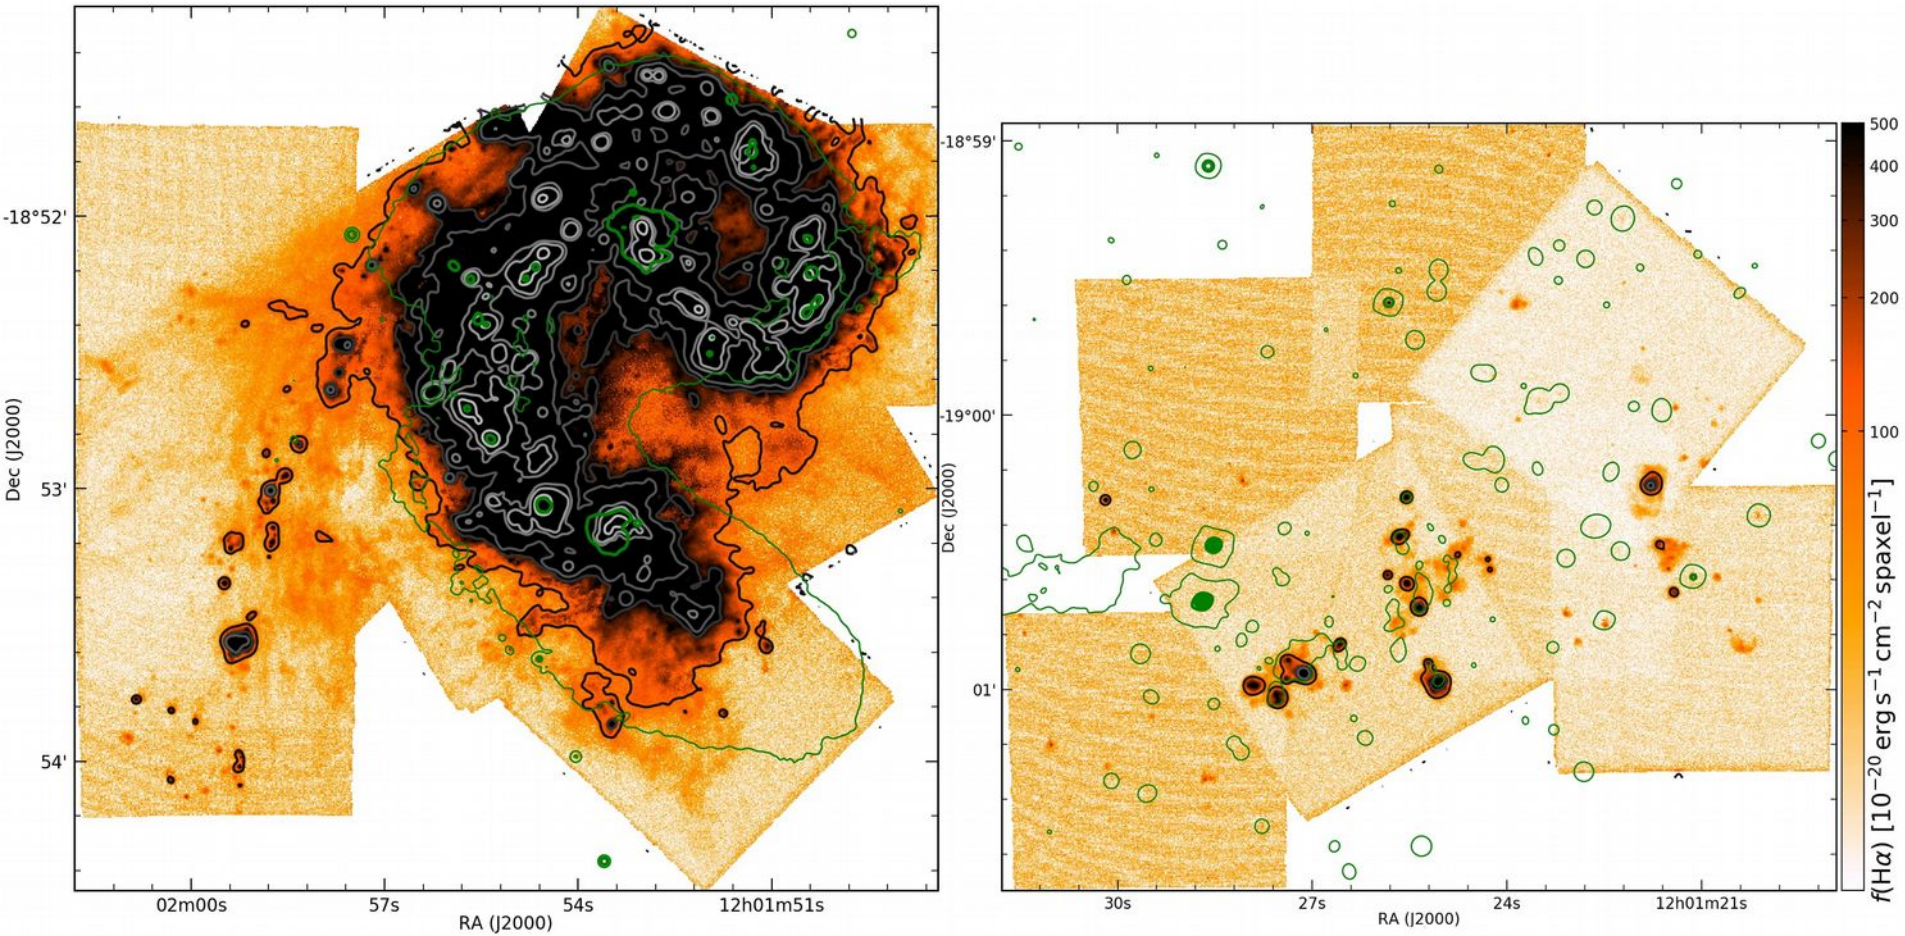 -18°52'
53'
54'
Dec (J2000)
02m00s
57s
54s
12h01m51s
RA (J2000)
-18°59'
-19°00'
01'
Dec (J2000)
30s
27s
24s
12h01m21s
RA (J2000)
500
400
300
200
100
f(Hα) [10⁻²⁰ erg s⁻¹ cm⁻² spaxel⁻¹]